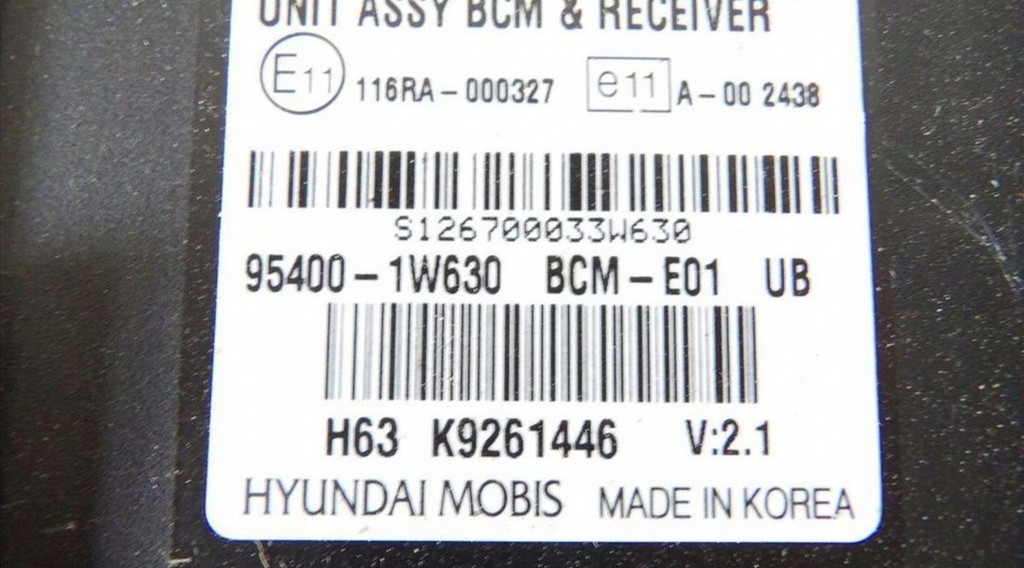 UNIT ASSY BCM & RECEIVER
E11 116RA-000327 e11 A-00 2438
S126700033W630
95400-1W630 BCM-E01 UB
H63 K9261446 V:2.1
HYUNDAI MOBIS MADE IN KOREA